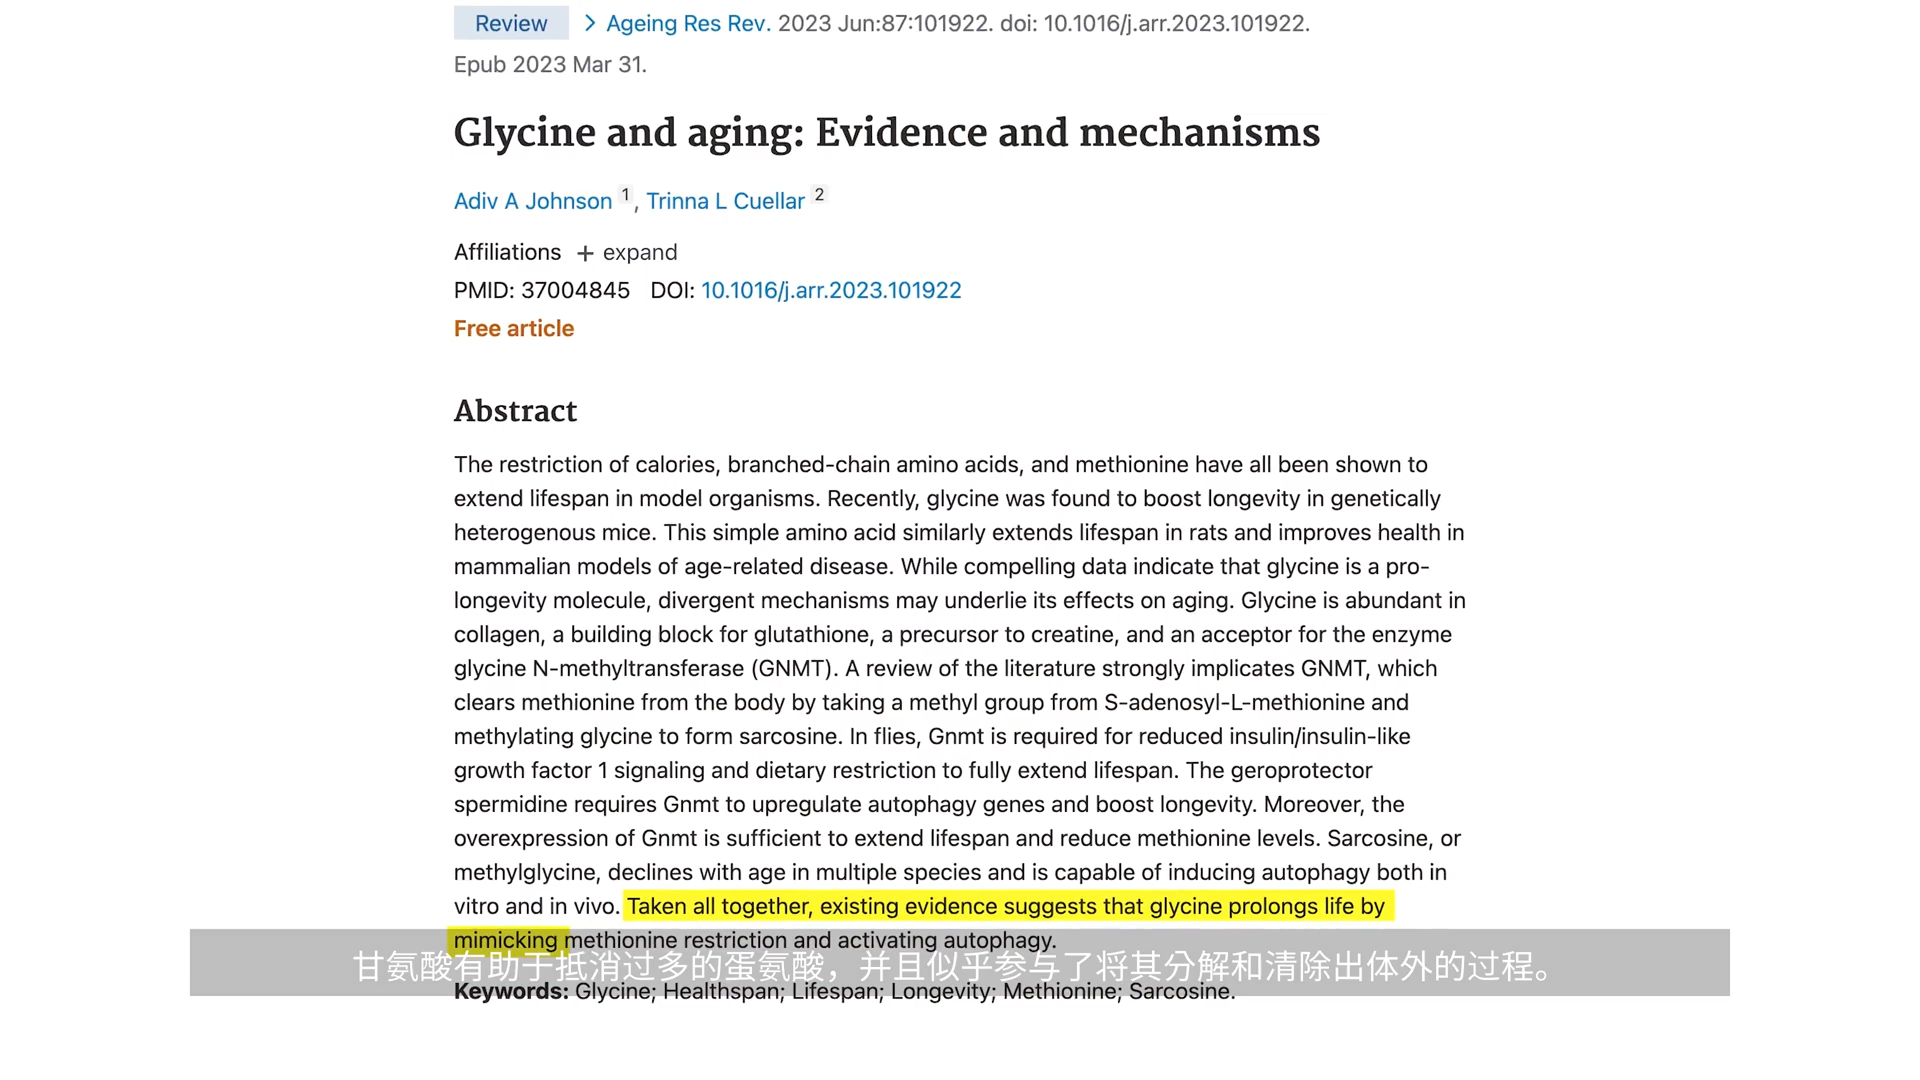 Review > Ageing Res Rev. 2023 Jun:87:101922. doi: 10.1016/j.arr.2023.101922.
Epub 2023 Mar 31.
Glycine and aging: Evidence and mechanisms
Adiv A Johnson 1, Trinna L Cuellar 2
Affiliations + expand
PMID: 37004845 DOI: 10.1016/j.arr.2023.101922
Free article
Abstract
The restriction of calories, branched-chain amino acids, and methionine have all been shown to
extend lifespan in model organisms. Recently, glycine was found to boost longevity in genetically
heterogenous mice. This simple amino acid similarly extends lifespan in rats and improves health in
mammalian models of age-related disease. While compelling data indicate that glycine is a pro-
longevity molecule, divergent mechanisms may underlie its effects on aging. Glycine is abundant in
collagen, a building block for glutathione, a precursor to creatine, and an acceptor for the enzyme
glycine N-methyltransferase (GNMT). A review of the literature strongly implicates GNMT, which
clears methionine from the body by taking a methyl group from S-adenosyl-L-methionine and
methylating glycine to form sarcosine. In flies, Gnmt is required for reduced insulin/insulin-like
growth factor 1 signaling and dietary restriction to fully extend lifespan. The geroprotector
spermidine requires Gnmt to upregulate autophagy genes and boost longevity. Moreover, the
overexpression of Gnmt is sufficient to extend lifespan and reduce methionine levels. Sarcosine, or
methylglycine, declines with age in multiple species and is capable of inducing autophagy both in
vitro and in vivo. Taken all together, existing evidence suggests that glycine prolongs life by
mimicking methionine restriction and activating autophagy.
甘氨酸有助于抵消过多的蛋氨酸，并且似乎参与了将其分解和清除出体外的过程。
Keywords: Glycine; Healthspan; Lifespan; Longevity; Methionine; Sarcosine.